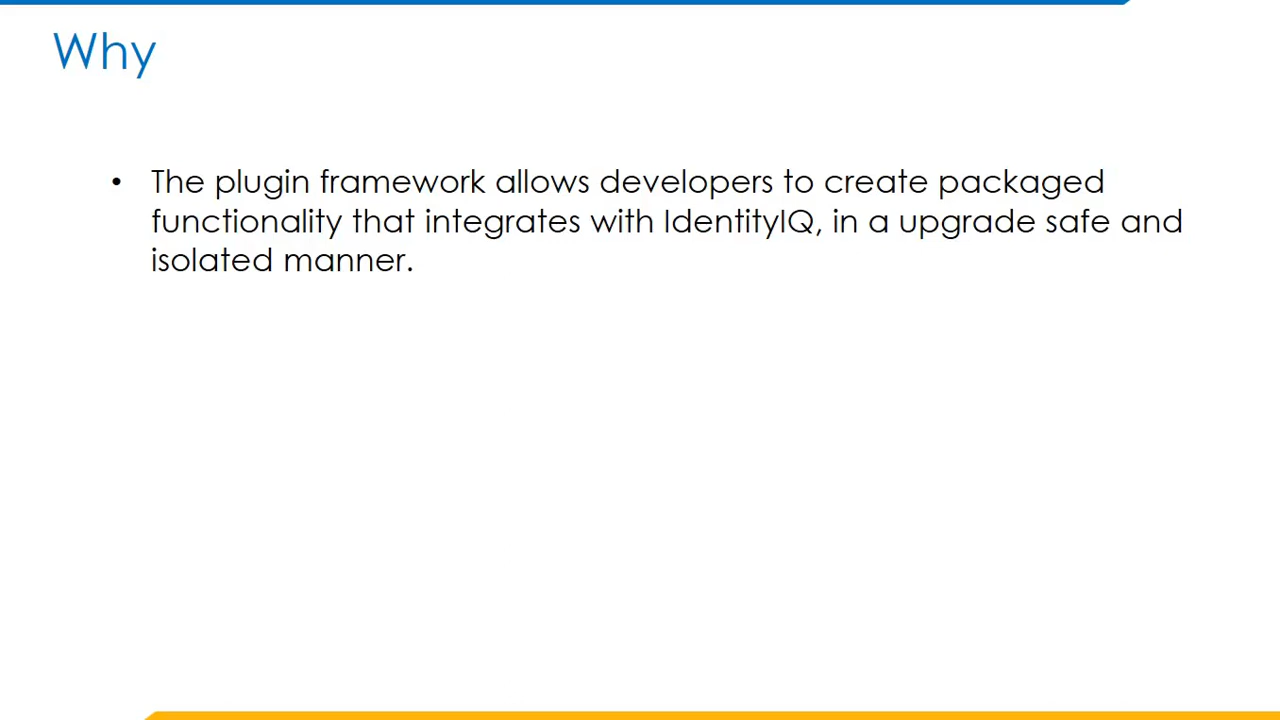 Why
• The plugin framework allows developers to create packaged
functionality that integrates with IdentityIQ, in a upgrade safe and
isolated manner.